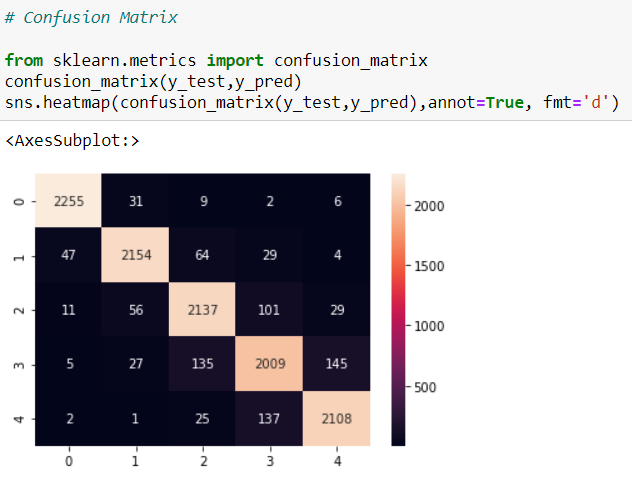 # Confusion Matrix
from sklearn.metrics import confusion_matrix
confusion_matrix(y_test,y_pred)
sns.heatmap(confusion_matrix(y_test,y_pred),annot=True, fmt='d')
<AxesSubplot:>
0 2255 31 9 2 6
1 47 2154 64 29 4
2 11 56 2137 101 29
3 5 27 135 2009 145
4 2 1 25 137 2108
0 1 2 3 4
2000
1500
1000
500